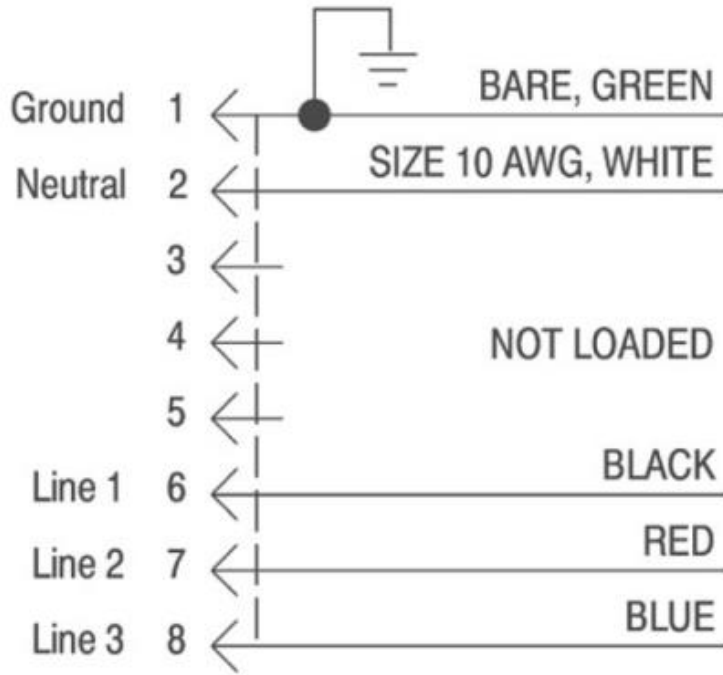 Ground 1 BARE, GREEN
Neutral 2 SIZE 10 AWG, WHITE
3
4 NOT LOADED
5
Line 1 6 BLACK
Line 2 7 RED
Line 3 8 BLUE